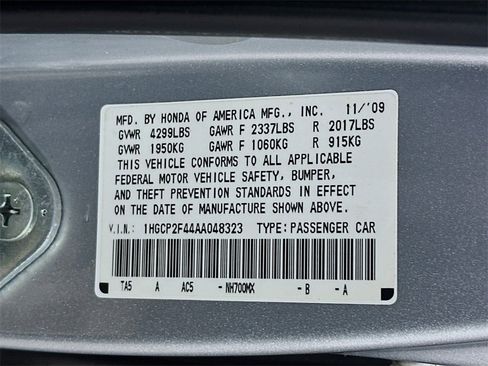 MFD. BY HONDA OF AMERICA MFG., INC. 11/'09
GVWR 4299LBS GAWR F 2337LBS R 2017LBS
GVWR 1950KG GAWR F 1060KG R 915KG
THIS VEHICLE CONFORMS TO ALL APPLICABLE
FEDERAL MOTOR VEHICLE SAFETY, BUMPER,
AND THEFT PREVENTION STANDARDS IN EFFECT
ON THE DATE OF MANUFACTURE SHOWN ABOVE.
V.I.N: 1HGCP2F44AA048323 TYPE:PASSENGER CAR
TA5 A AC5 -NH700MX -B -A